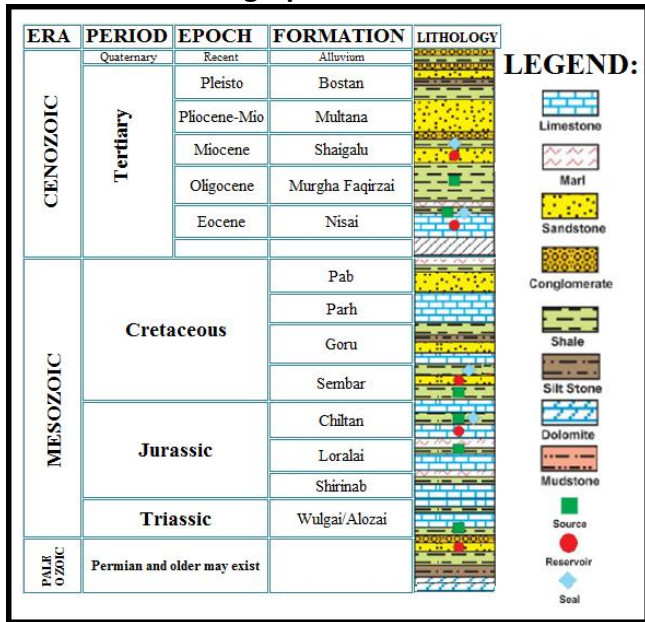 ERA PERIOD EPOCH FORMATION LITHOLOGY
Quaternary Recent Alluvium
CENOZOIC
Tertiary
Pleisto Bostan
Pliocene-Mio Multana
Miocene Shaigalu
Oligocene Murgha Faqirzai
Eocene Nisai
MESOZOIC
Cretaceous
Pab
Parh
Goru
Sembar
Jurassic
Chiltan
Loralai
Shirinab
Triassic Wulgai/Alozai
PALE
OZOIC
Permian and older may exist
LEGEND:
Limestone
Marl
Sandstone
Conglomerate
Shale
Silt Stone
Dolomite
Mudstone
Source
Reservoir
Seal